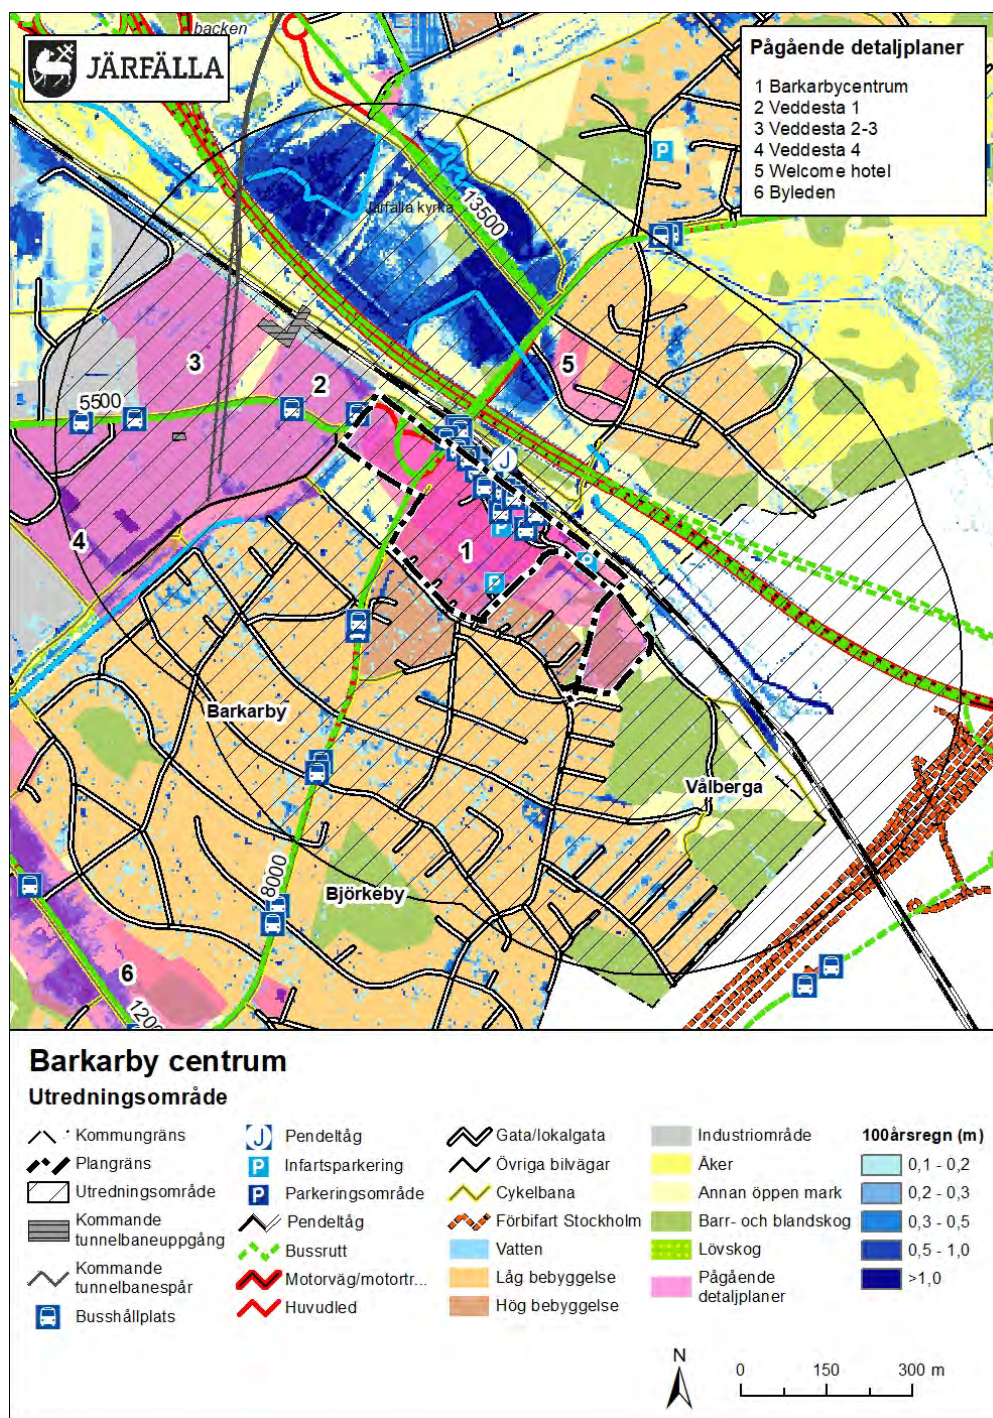 backen
JÄRFÄLLA
Pågående detaljplaner
1 Barkarbycentrum
2 Veddesta 1
3 Veddesta 2-3
4 Veddesta 4
5 Welcome hotel
6 Byleden
P
Järfälla kyrka
13500
3
2
5
5500
J
4
1
P
P
P
Barkarby
Vålberga
8000
Björkeby
6
1200
Barkarby centrum
Utredningsområde
Kommungräns
Plangräns
Utredningsområde
Kommande
tunnelbaneuppgång
Kommande
tunnelbanespår
Busshållplats
J Pendeltåg
P Infartsparkering
P Parkeringsområde
Pendeltåg
Bussrutt
Motorväg/motortr...
Huvudled
Gata/lokalgata
Övriga bilvägar
Cykelbana
Förbifart Stockholm
Vatten
Låg bebyggelse
Hög bebyggelse
Industriområde
Åker
Annan öppen mark
Barr- och blandskog
Lövskog
Pågående
detaljplaner
100årsregn (m)
0,1 - 0,2
0,2 - 0,3
0,3 - 0,5
0,5 - 1,0
>1,0
N
0 150 300 m